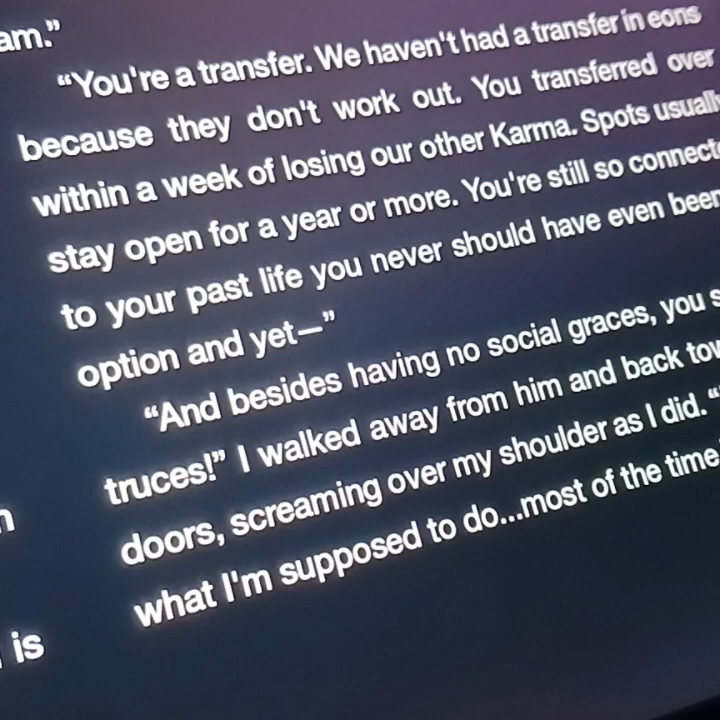 am.”
“You're a transfer. We haven't had a transfer in eons
because they don't work out. You transferred over
within a week of losing our other Karma. Spots usually
stay open for a year or more. You're still so
to your past life you never should have even been
option and yet—”
“And besides having no social graces, you
truces!” I walked away from him and back
doors, screaming over my shoulder as I did. “
what I'm supposed to do...most of the time
is